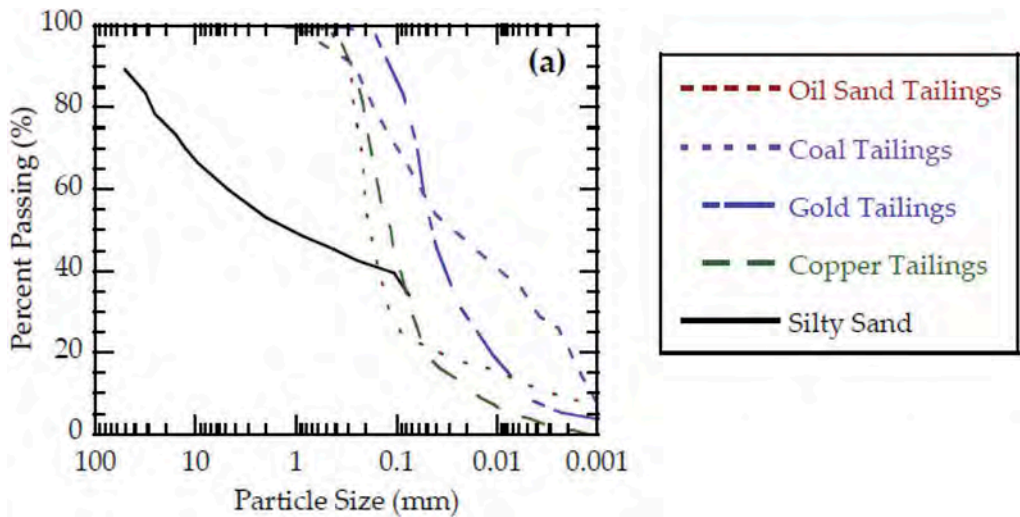 100
80
60
40
20
0
Percent Passing (%)
(a)
100
10
1
0.1
0.01
0.001
Particle Size (mm)
Oil Sand Tailings
Coal Tailings
Gold Tailings
Copper Tailings
Silty Sand